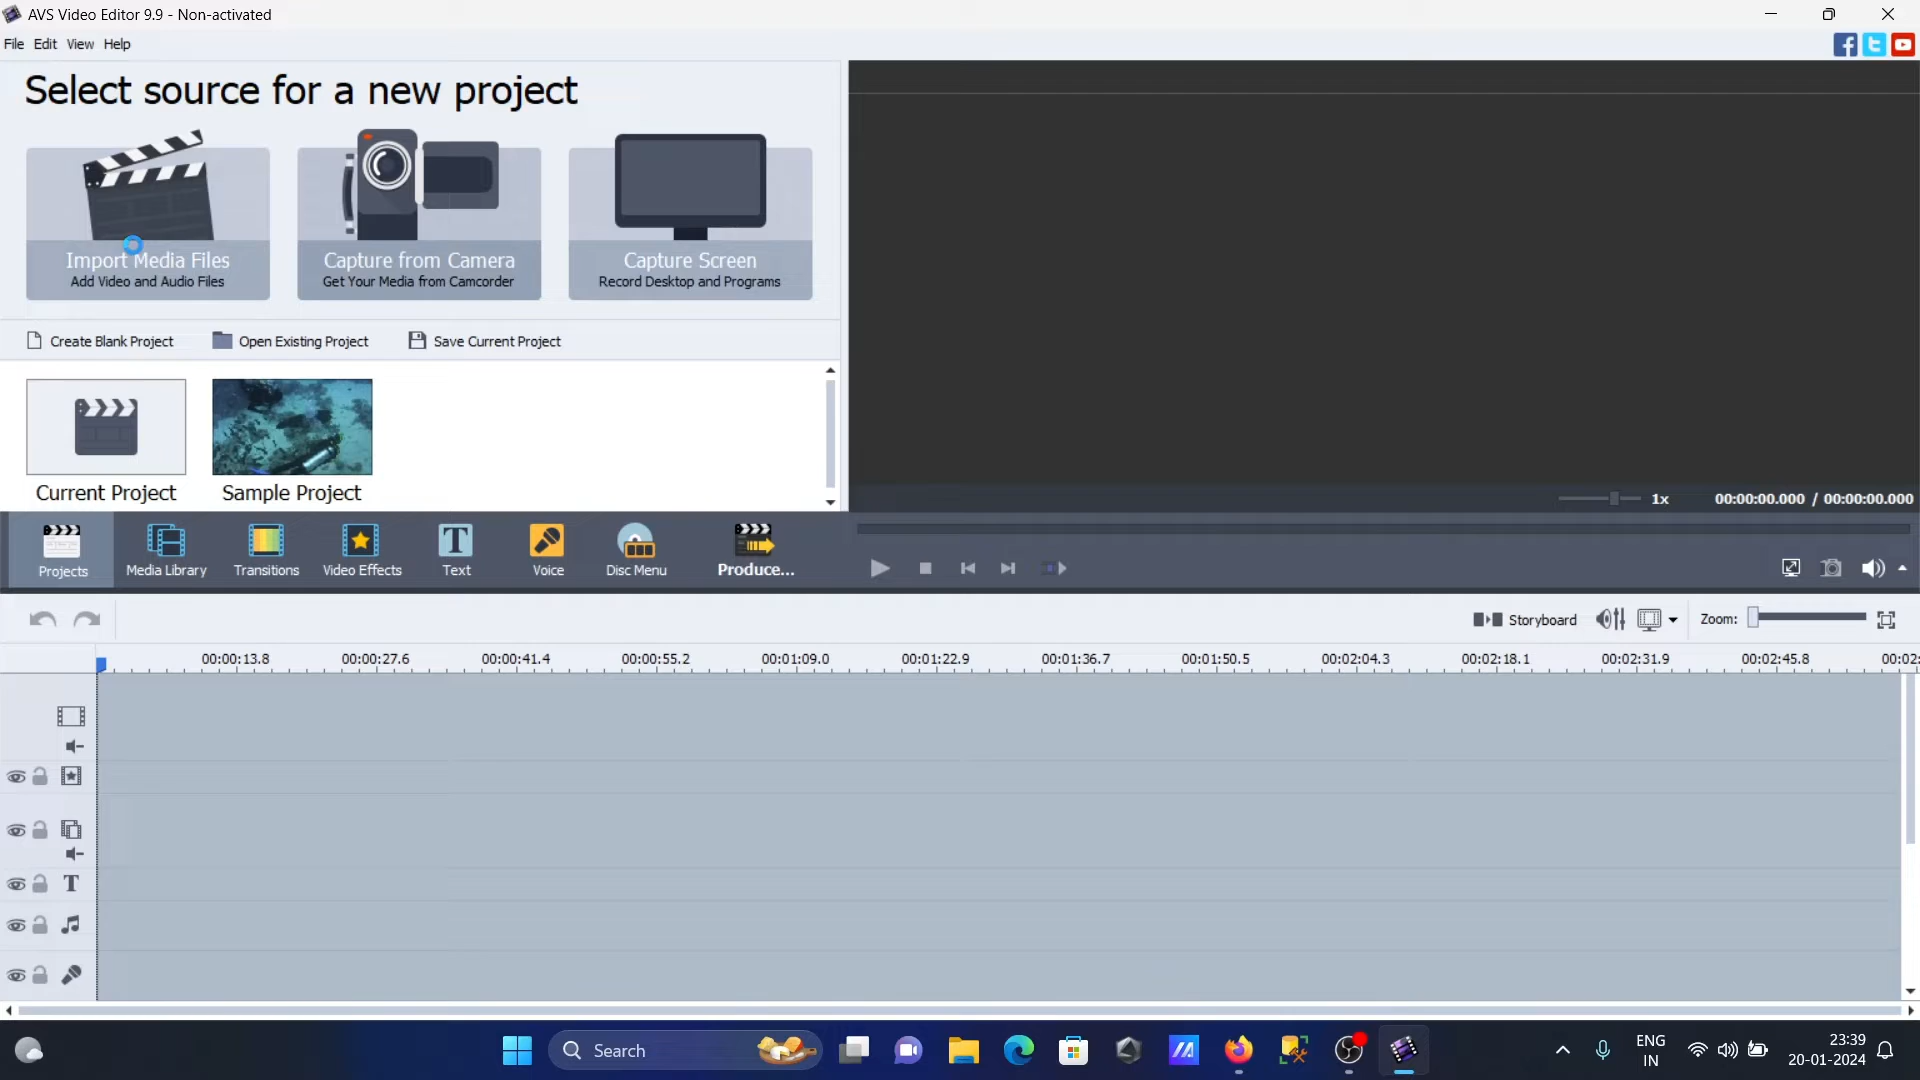 AVS Video Editor 9.9 - Non-activated
File Edit View Help
Select source for a new project
Import Media Files
Add Video and Audio Files
Capture from Camera
Get Your Media from Camcorder
Capture Screen
Record Desktop and Programs
Create Blank Project
Open Existing Project
Save Current Project
Current Project
Sample Project
1x
00:00:00.000 / 00:00:00.000
Projects
Media Library
Transitions
Video Effects
T
Text
Voice
Disc Menu
Produce...
Storyboard
Zoom:
00:00:13.8 00:00:27.6 00:00:41.4 00:00:55.2 00:01:09.0 00:01:22.9 00:01:36.7 00:01:50.5 00:02:04.3 00:02:18.1 00:02:31.9 00:02:45.8 00:02:
T
Search
ENG
IN
23:39
20-01-2024